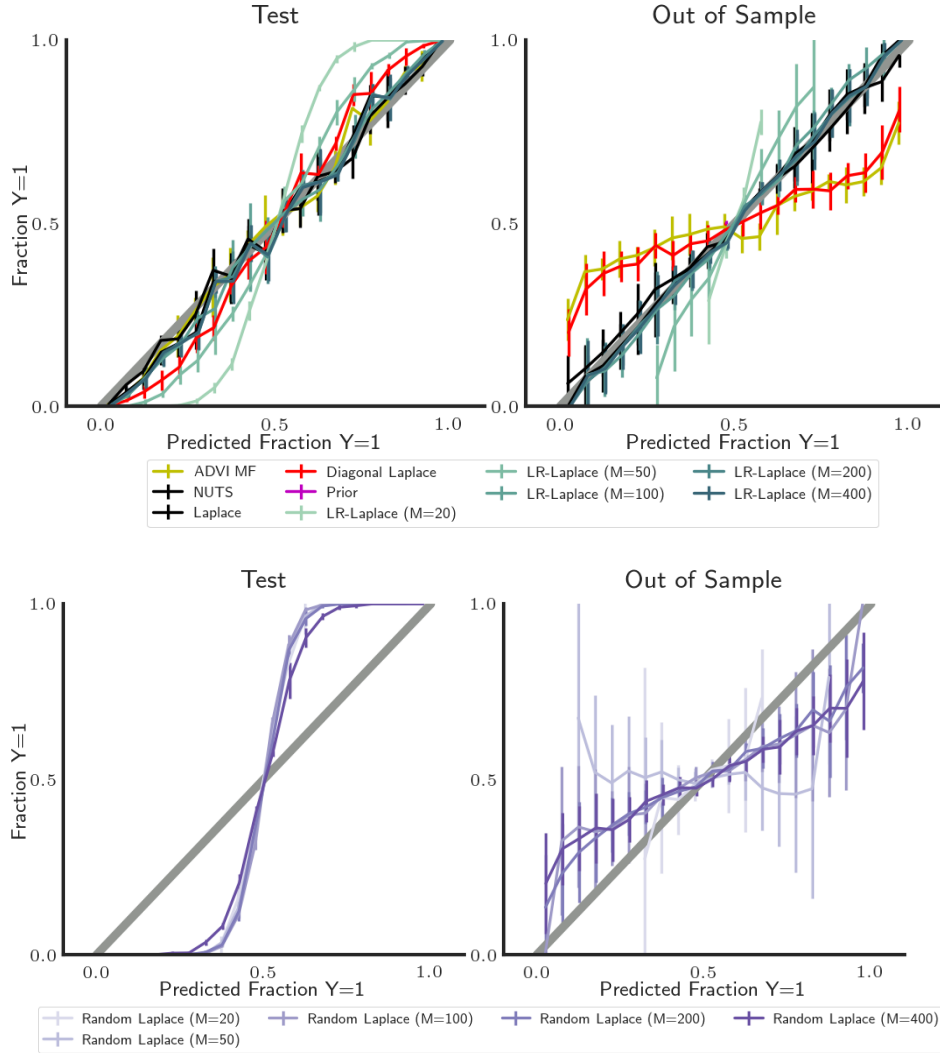 Test
Out of Sample
1.0
0.5
0.0
Fraction Y=1
0.0 0.5 1.0
Predicted Fraction Y=1
1.0
0.5
0.0
0.0 0.5 1.0
Predicted Fraction Y=1
ADVI MF Diagonal Laplace LR-Laplace (M=50) LR-Laplace (M=200)
NUTS Prior LR-Laplace (M=100) LR-Laplace (M=400)
Laplace LR-Laplace (M=20)
Test
Out of Sample
1.0
0.5
0.0
Fraction Y=1
0.0 0.5 1.0
Predicted Fraction Y=1
1.0
0.5
0.0
0.0 0.5 1.0
Predicted Fraction Y=1
Random Laplace (M=20) Random Laplace (M=100) Random Laplace (M=200) Random Laplace (M=400)
Random Laplace (M=50)